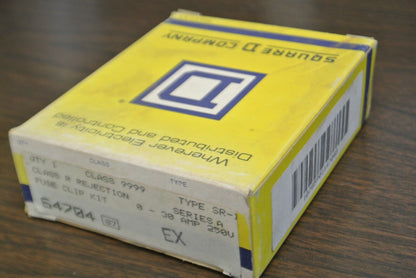 SQUARE D COMPANY
D
Wherever Electricity is
Distributed and Controlled
QTY CLASS TYPE
QTY 1 CLASS 9999 TYPE SR-1
CLASS R REJECTION SERIES A
FUSE CLIP KIT 0 - 30 AMP 250V
64704 EX